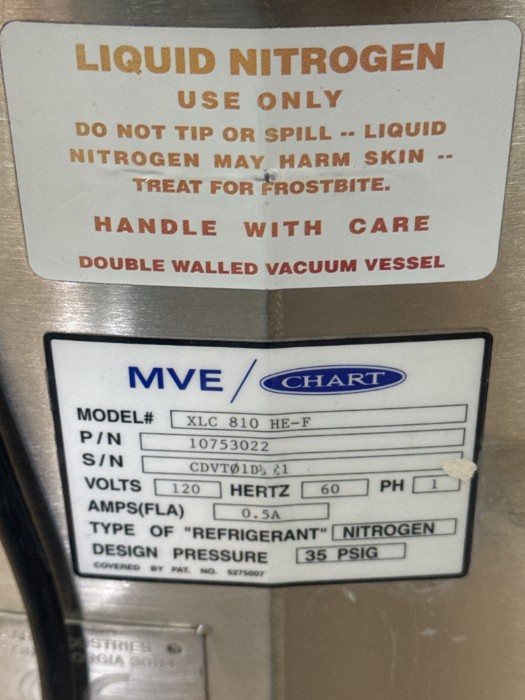 LIQUID NITROGEN
USE ONLY
DO NOT TIP OR SPILL -- LIQUID
NITROGEN MAY HARM SKIN --
TREAT FOR FROSTBITE.
HANDLE WITH CARE
DOUBLE WALLED VACUUM VESSEL
MVE / CHART
MODEL# XLC 810 HE-F
P/N 10753022
S/N
VOLTS 120 HERTZ 60 PH 1
AMPS(FLA) 0.5A
TYPE OF "REFRIGERANT" NITROGEN
DESIGN PRESSURE 35 PSIG
COVERED BY PAT. NO. 5275007